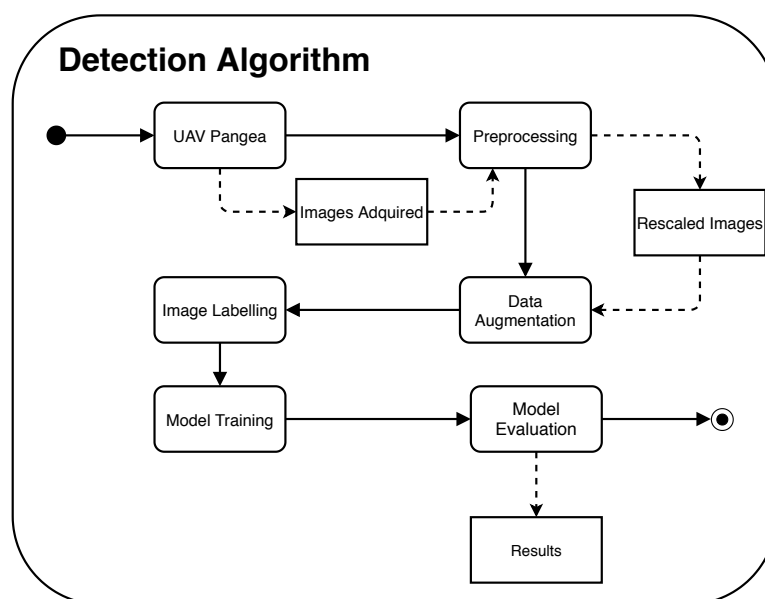 Detection Algorithm
UAV Pangea
Preprocessing
Images Adquired
Rescaled Images
Image Labelling
Data
Augmentation
Model Training
Model
Evaluation
Results